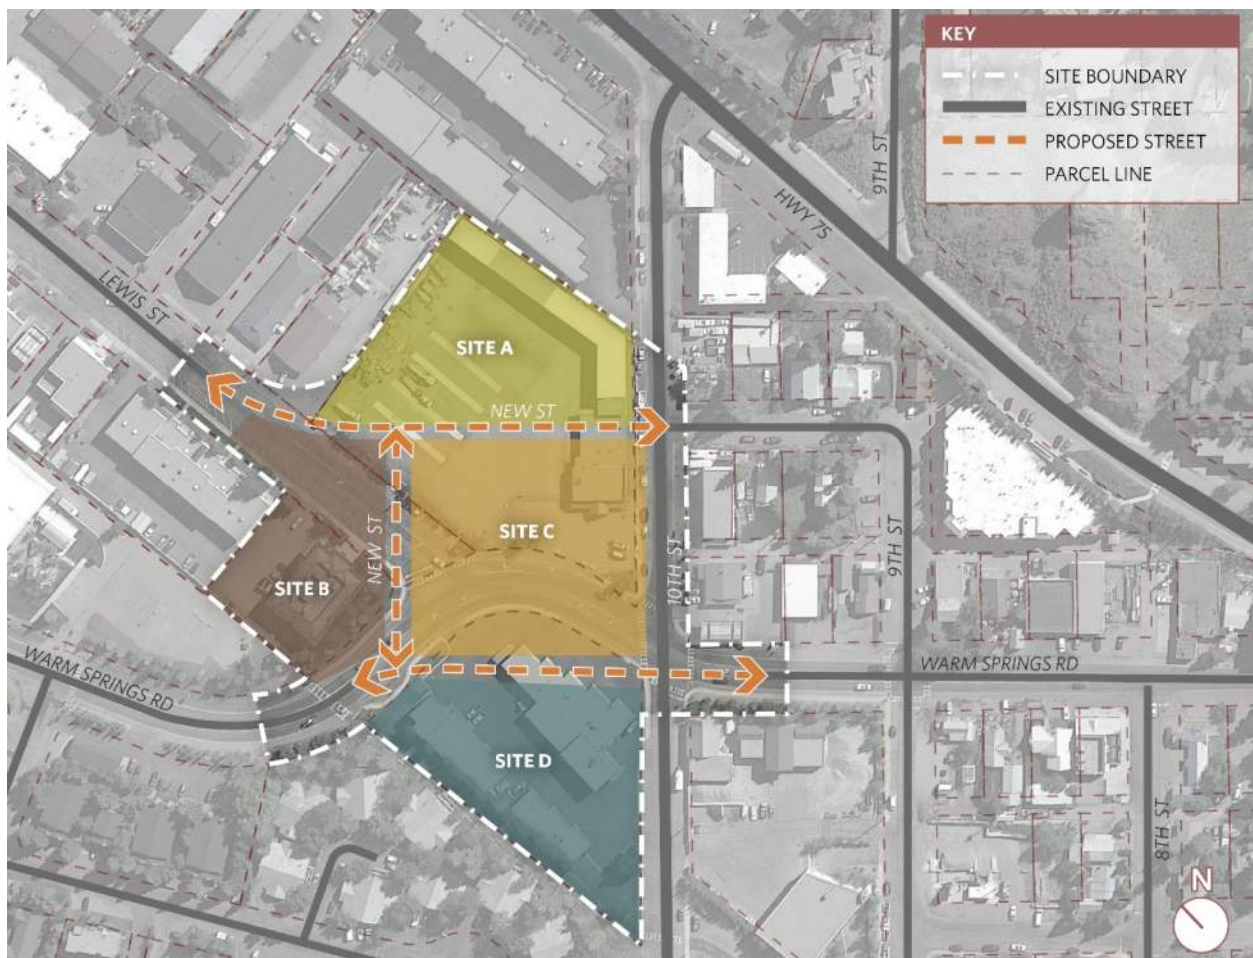 KEY
SITE BOUNDARY
EXISTING STREET
PROPOSED STREET
PARCEL LINE
9TH ST
HWY 75
LEWIS ST
SITE A
NEW ST
SITE C
NEW ST
10TH ST
9TH ST
SITE B
WARM SPRINGS RD
WARM SPRINGS RD
SITE D
8TH ST
N